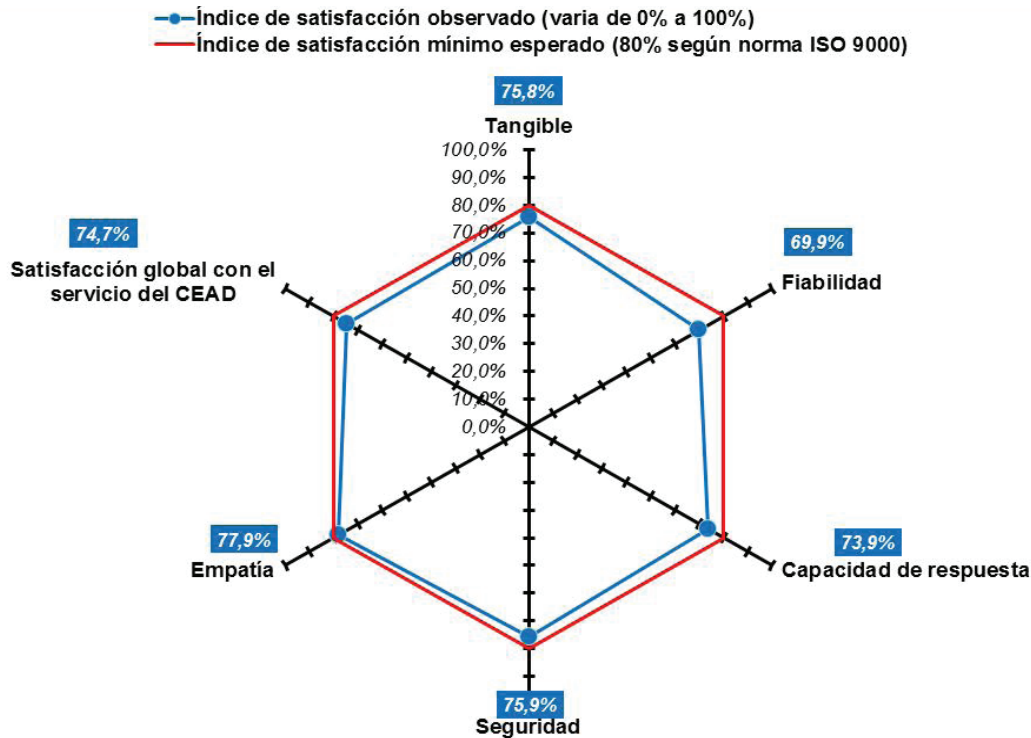 Índice de satisfacción observado (varia de 0% a 100%)
Índice de satisfacción mínimo esperado (80% según norma ISO 9000)
75,8%
Tangible
100,0%
90,0%
80,0%
70,0%
60,0%
50,0%
40,0%
30,0%
20,0%
10,0%
0,0%
69,9%
Fiabilidad
73,9%
Capacidad de respuesta
75,9%
Seguridad
77,9%
Empatía
74,7%
Satisfacción global con el
servicio del CEAD